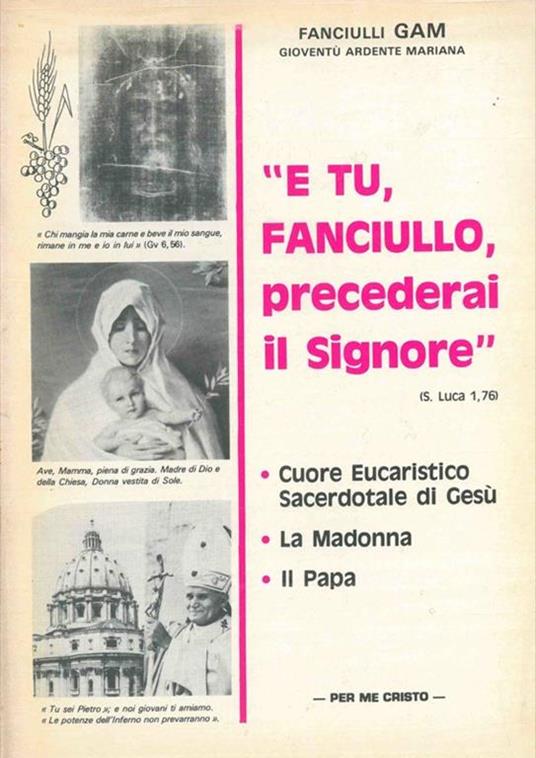 FANCIULLI GAM
GIOVENTÙ ARDENTE MARIANA
« Chi mangia la mia carne e beve il mio sangue,
rimane in me e io in lui » (Gv 6,56).
"E TU,
FANCIULLO,
precederai
il Signore"
(S. Luca 1,76)
Ave, Mamma, piena di grazia. Madre di Dio e
della Chiesa, Donna vestita di Sole.
• Cuore Eucaristico
Sacerdotale di Gesù
• La Madonna
• Il Papa
« Tu sei Pietro »; e noi giovani ti amiamo.
« Le potenze dell'Inferno non prevarranno ».
— PER ME CRISTO —